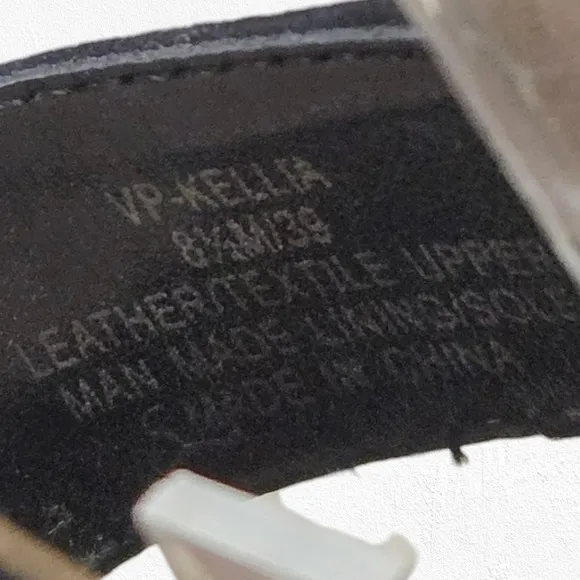 VP-KELLIA
8½M/39
LEATHER/TEXTILE UPPER
MAN MADE LINING/SOLE
MADE IN CHINA